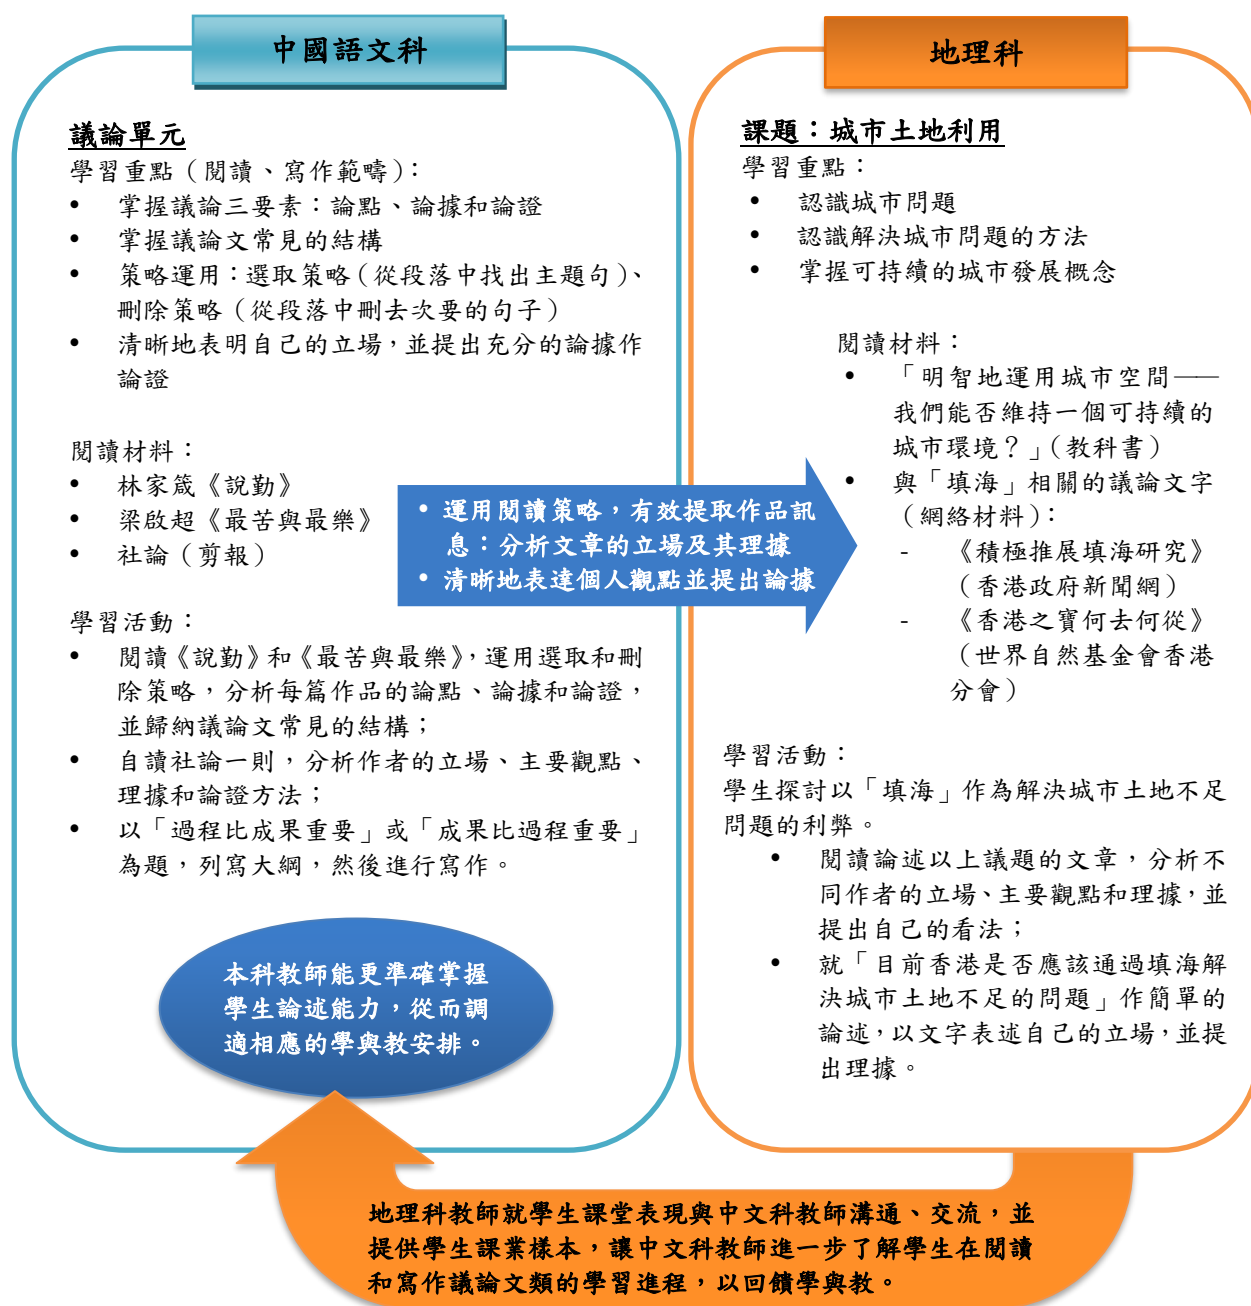 中國語文科
議論單元
學習重點（閱讀、寫作範疇）：
• 掌握議論三要素：論點、論據和論證
• 掌握議論文常見的結構
• 策略運用：選取策略（從段落中找出主題句）、
刪除策略（從段落中刪去次要的句子）
• 清晰地表明自己的立場，並提出充分的論據作
論證
閱讀材料：
• 林家箴《說勤》
• 梁啟超《最苦與最樂》
• 社論（剪報）
學習活動：
• 閱讀《說勤》和《最苦與最樂》，運用選取和刪
除策略，分析每篇作品的論點、論據和論證，
並歸納議論文常見的結構；
• 自讀社論一則，分析作者的立場、主要觀點、
理據和論證方法；
• 以「過程比成果重要」或「成果比過程重要」
為題，列寫大綱，然後進行寫作。
本科教師能更準確掌握
學生論述能力，從而調
適相應的學與教安排。
• 運用閱讀策略，有效提取作品訊
息：分析文章的立場及其理據
• 清晰地表達個人觀點並提出論據
地理科
課題：城市土地利用
學習重點：
• 認識城市問題
• 認識解決城市問題的方法
• 掌握可持續的城市發展概念
閱讀材料：
• 「明智地運用城市空間——
我們能否維持一個可持續的
城市環境？」（教科書）
• 與「填海」相關的議論文字
（網絡材料）：
- 《積極推展填海研究》
（香港政府新聞網）
- 《香港之寶何去何從》
（世界自然基金會香港
分會）
學習活動：
學生探討以「填海」作為解決城市土地不足
問題的利弊。
• 閱讀論述以上議題的文章，分析不
同作者的立場、主要觀點和理據，並
提出自己的看法；
• 就「目前香港是否應該通過填海解
決城市土地不足的問題」作簡單的
論述，以文字表述自己的立場，並提
出理據。
地理科教師就學生課堂表現與中文科教師溝通、交流，並
提供學生課業樣本，讓中文科教師進一步了解學生在閱讀
和寫作議論文類的學習進程，以回饋學與教。